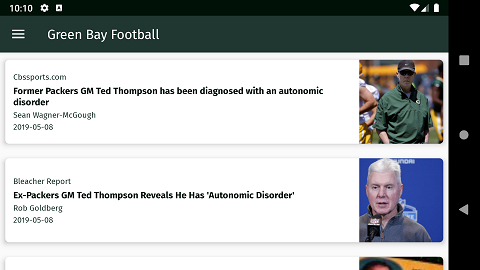 10:10
Green Bay Football
Cbssports.com
Former Packers GM Ted Thompson has been diagnosed with an autonomic
disorder
Sean Wagner-McGough
2019-05-08
Bleacher Report
Ex-Packers GM Ted Thompson Reveals He Has 'Autonomic Disorder'
Rob Goldberg
2019-05-08